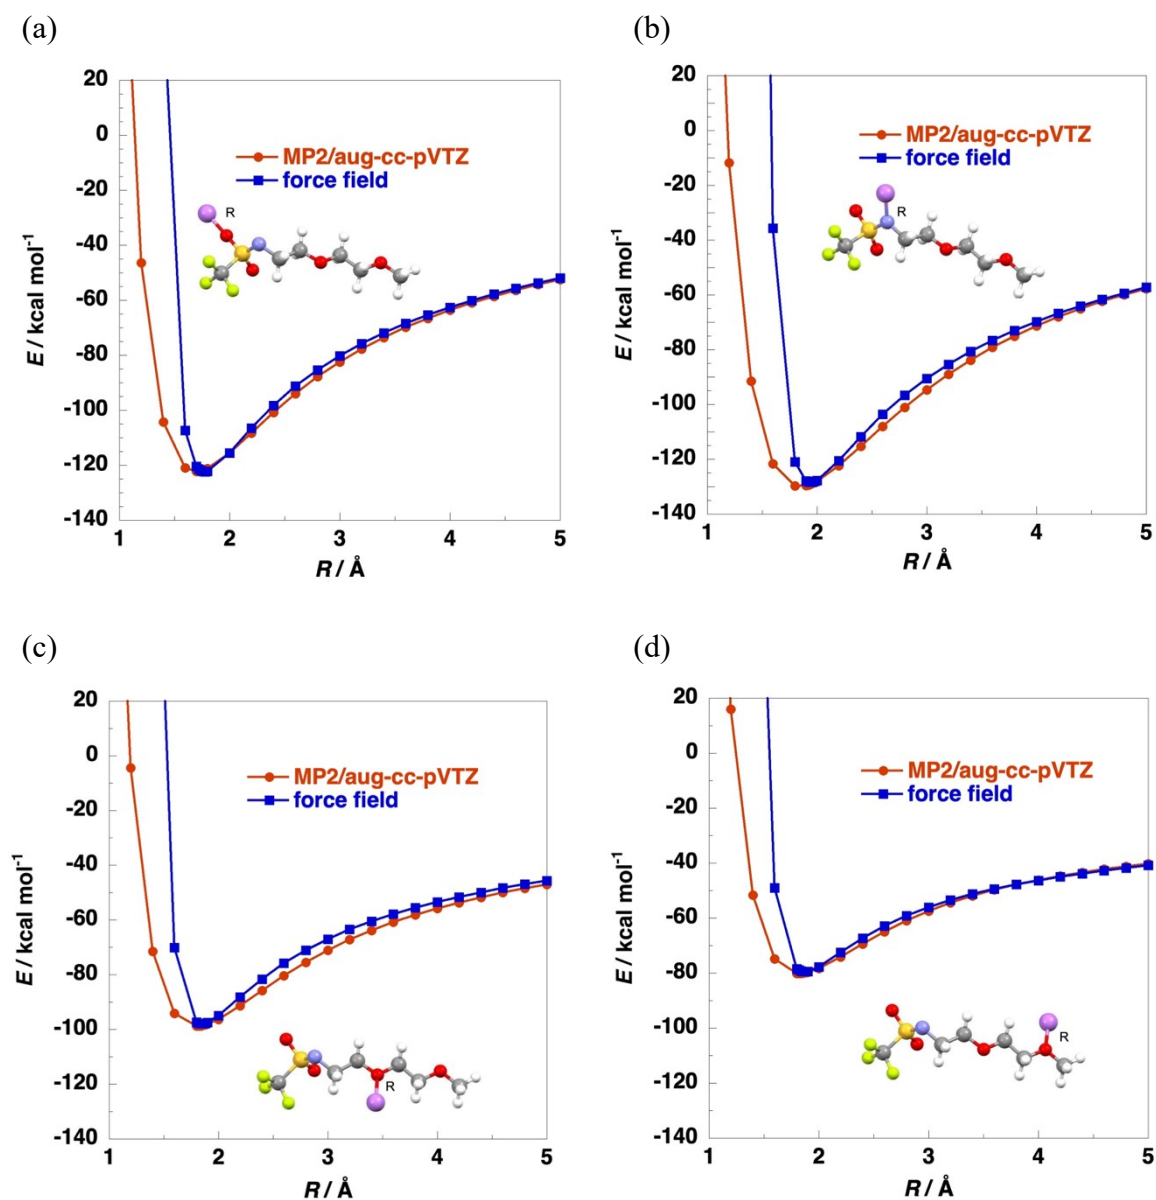 (a)
20
0
-20
-40
-60
-80
-100
-120
-140
E / kcal mol-1
MP2/aug-cc-pVTZ
force field
R
1 2 3 4 5
R / Å
(b)
20
0
-20
-40
-60
-80
-100
-120
-140
E / kcal mol-1
MP2/aug-cc-pVTZ
force field
R
1 2 3 4 5
R / Å
(c)
20
0
-20
-40
-60
-80
-100
-120
-140
E / kcal mol-1
MP2/aug-cc-pVTZ
force field
R
1 2 3 4 5
R / Å
(d)
20
0
-20
-40
-60
-80
-100
-120
-140
E / kcal mol-1
MP2/aug-cc-pVTZ
force field
R
1 2 3 4 5
R / Å